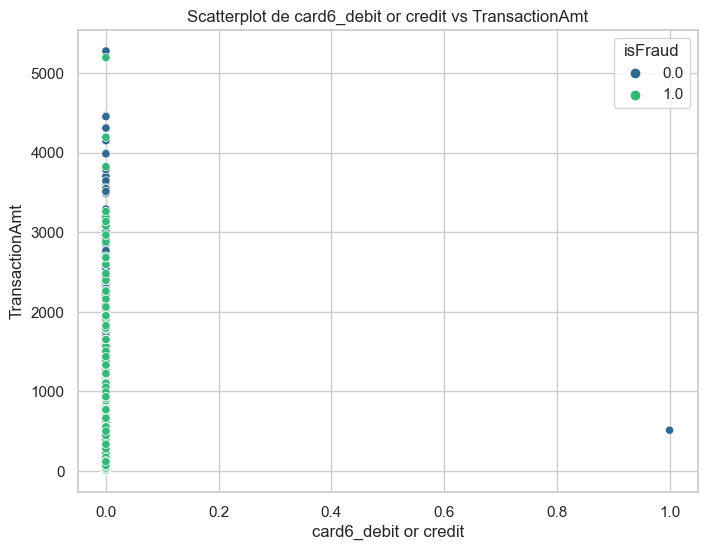 Scatterplot de card6_debit or credit vs TransactionAmt
isFraud
0.0
1.0
TransactionAmt
5000
4000
3000
2000
1000
0
0.0 0.2 0.4 0.6 0.8 1.0
card6_debit or credit